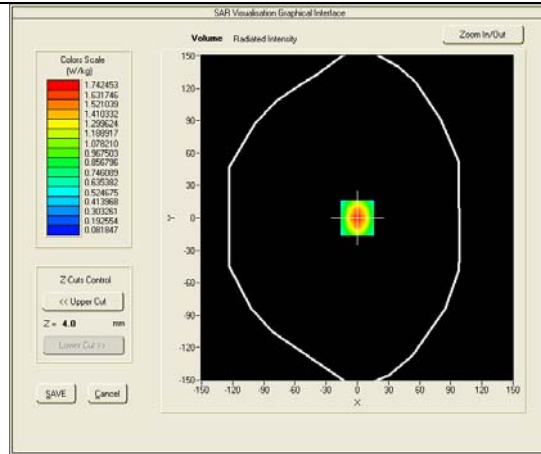 SAR Visualisation Graphical Interface
Volume Radiated Intensity
Zoom In/Out
Colors Scale
(W/kg)
1.742453
1.631746
1.521039
1.410332
1.299624
1.188917
1.078210
0.967503
0.856796
0.746089
0.635382
0.524675
0.413968
0.303261
0.192554
0.081847
Z Cuts Control
<< Upper Cut
Z = 4.0 mm
Lower Cut >>
SAVE Cancel
150-
120-
90-
60-
30-
0-
-30-
-60-
-90-
-120-
-150-
Y
-150 -120 -90 -60 -30 0 30 60 90 120 150
X